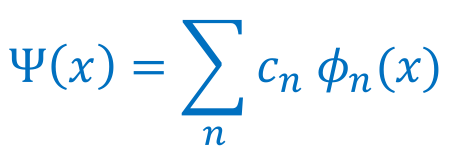 Ψ(x) = ∑ₙ cₙ ϕₙ(x)